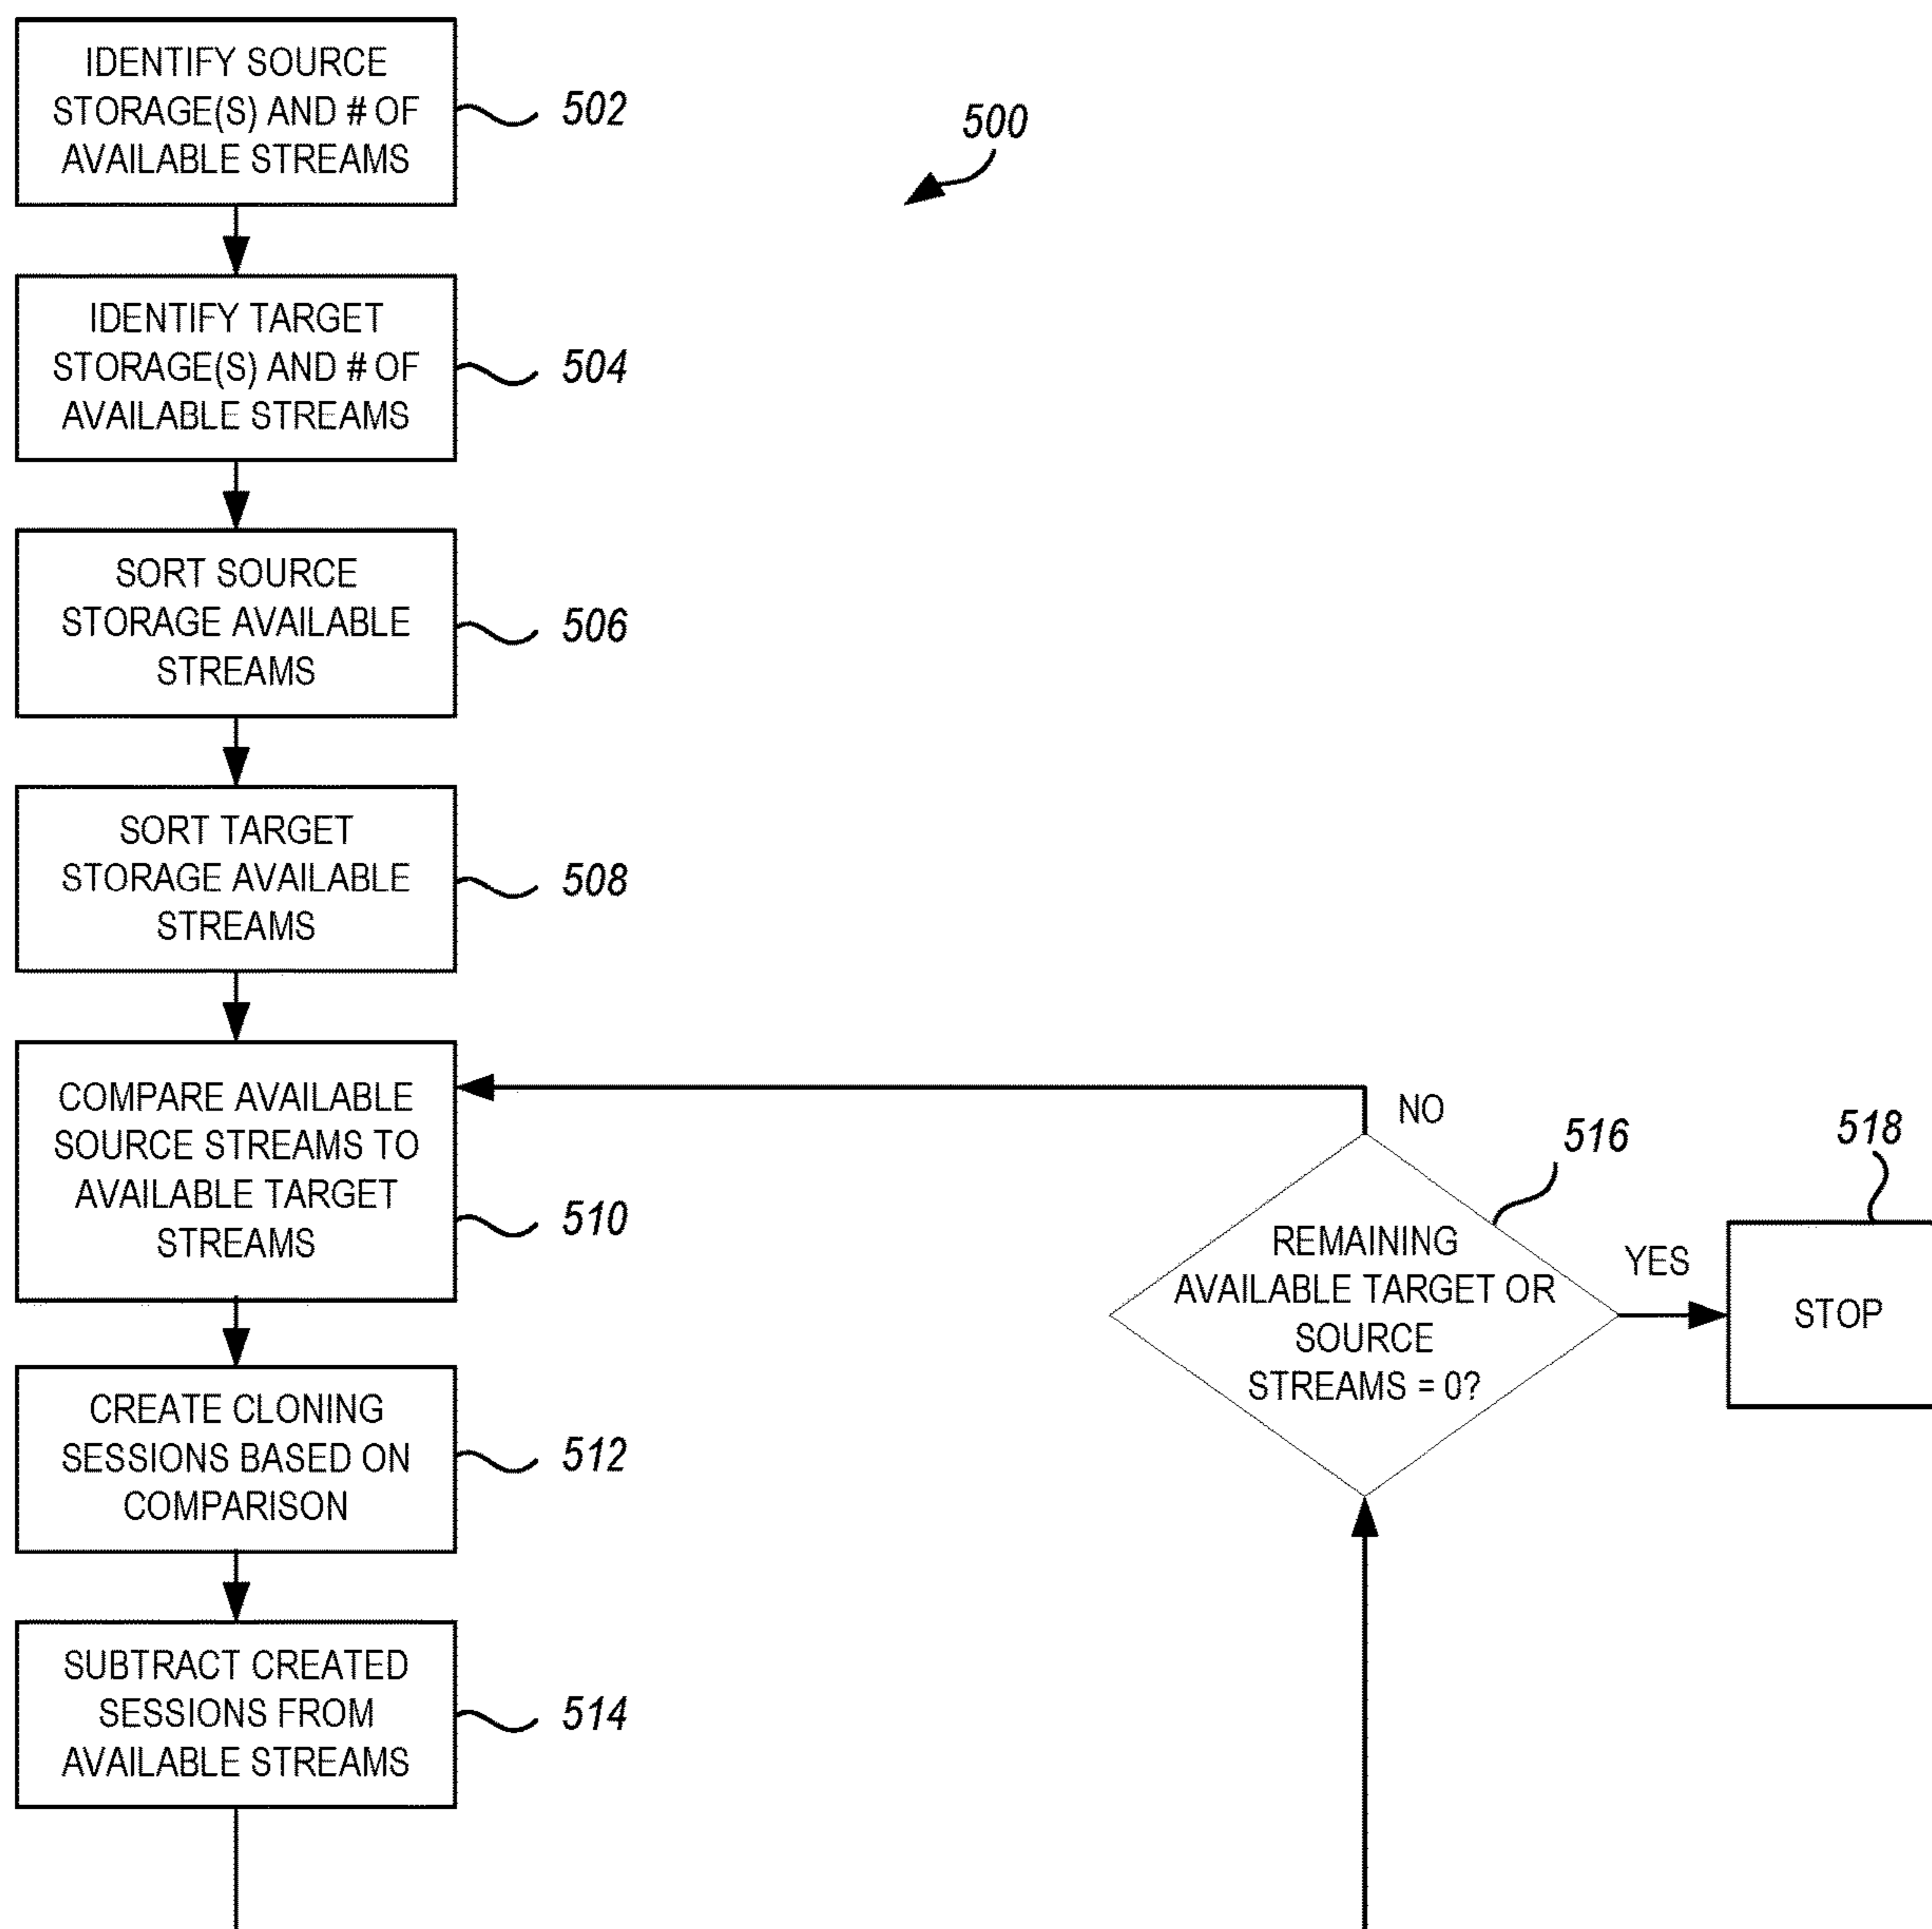 IDENTIFY SOURCE
STORAGE(S) AND # OF
AVAILABLE STREAMS
502
500
IDENTIFY TARGET
STORAGE(S) AND # OF
AVAILABLE STREAMS
504
SORT SOURCE
STORAGE AVAILABLE
STREAMS
506
SORT TARGET
STORAGE AVAILABLE
STREAMS
508
COMPARE AVAILABLE
SOURCE STREAMS TO
AVAILABLE TARGET
STREAMS
510
NO
516
518
REMAINING
AVAILABLE TARGET OR
SOURCE
STREAMS = 0?
YES
STOP
CREATE CLONING
SESSIONS BASED ON
COMPARISON
512
SUBTRACT CREATED
SESSIONS FROM
AVAILABLE STREAMS
514